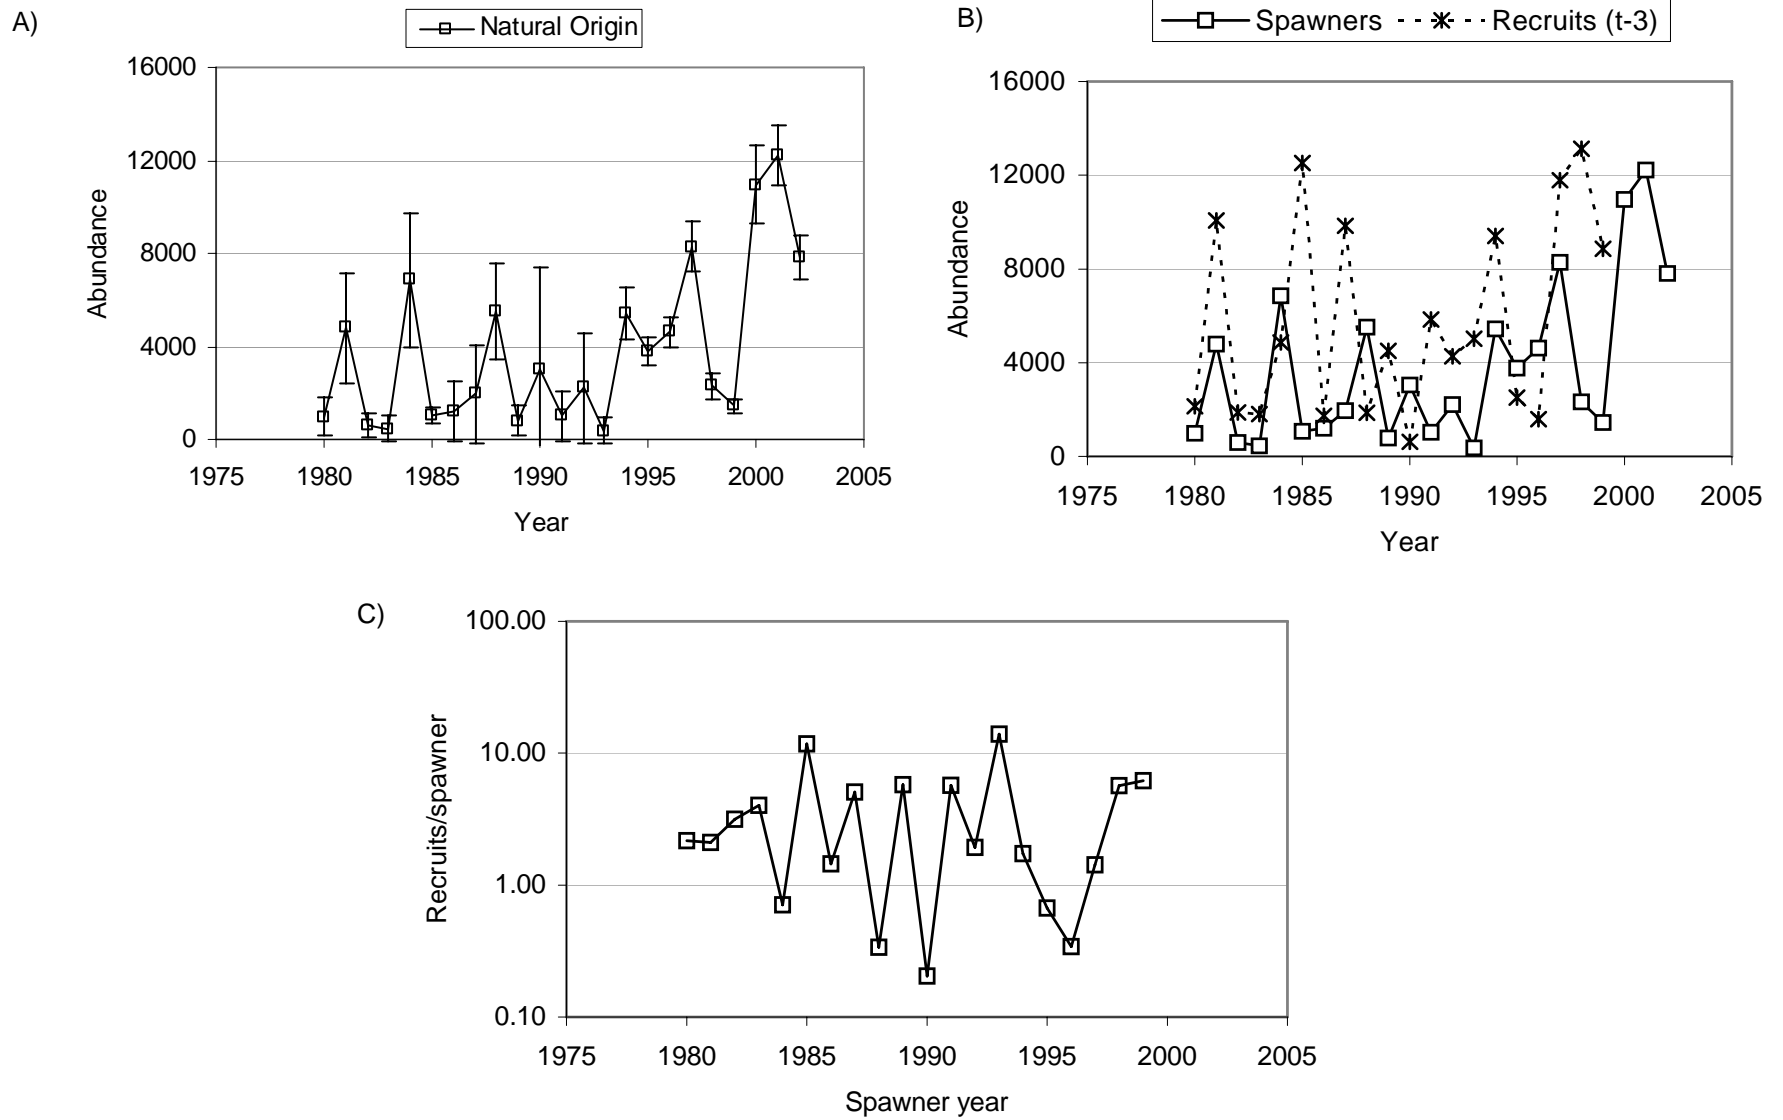 A)
Natural Origin
16000
12000
8000
4000
0
Abundance
1975 1980 1985 1990 1995 2000 2005
Year
B)
Spawners Recruits (t-3)
16000
12000
8000
4000
0
Abundance
1975 1980 1985 1990 1995 2000 2005
Year
C)
100.00
10.00
1.00
0.10
Recruits/spawner
1975 1980 1985 1990 1995 2000 2005
Spawner year